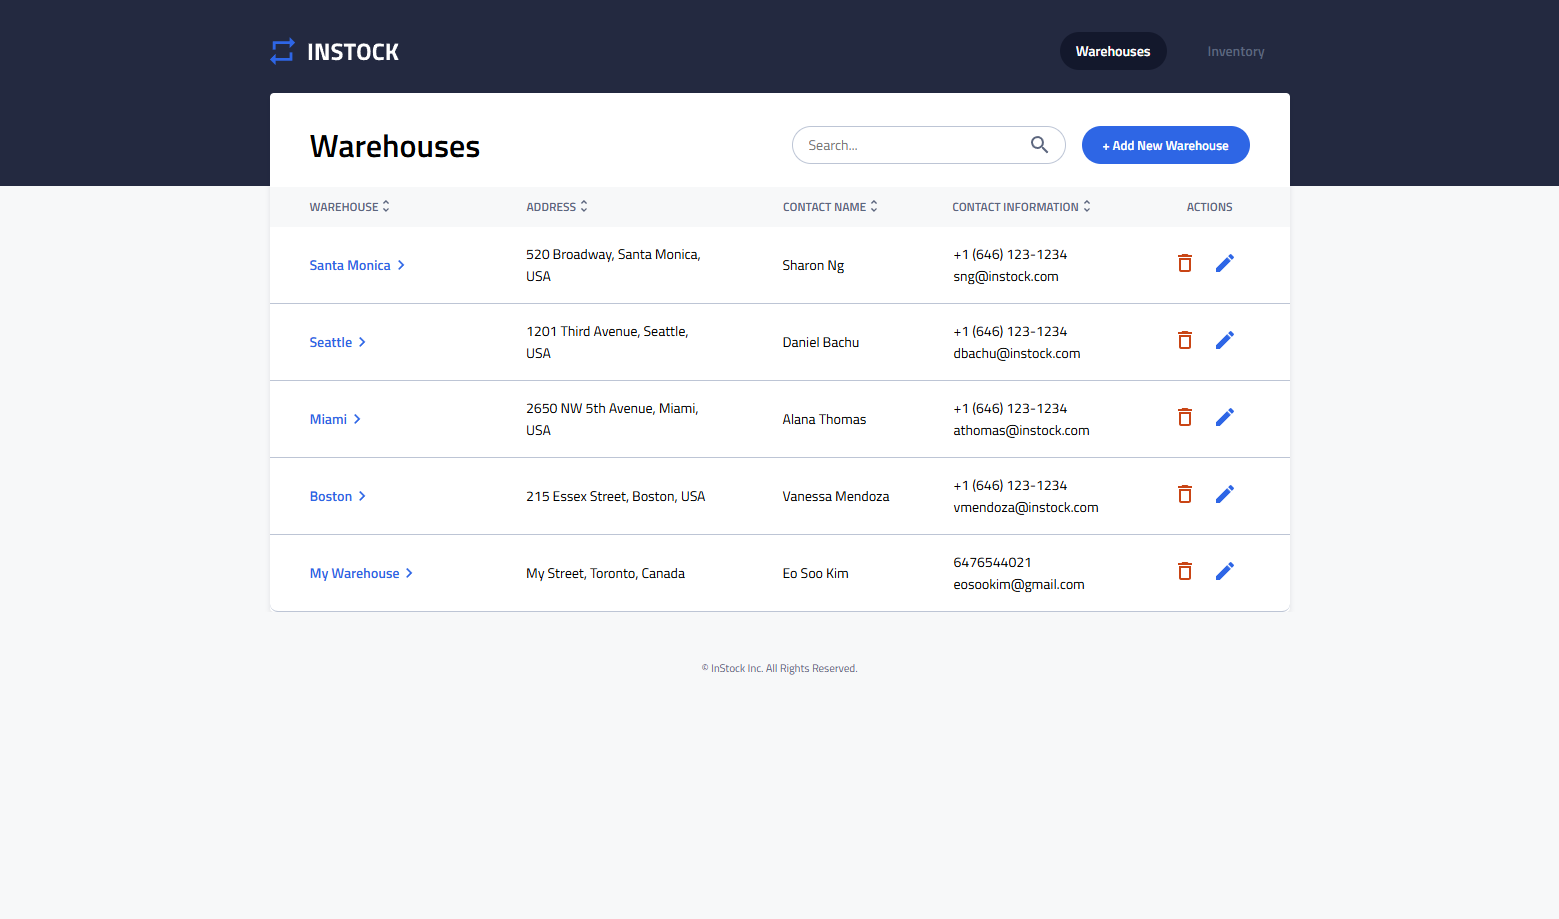 INSTOCK
Warehouses
Inventory
Warehouses
Search...
+ Add New Warehouse
WAREHOUSE
ADDRESS
CONTACT NAME
CONTACT INFORMATION
ACTIONS
Santa Monica
520 Broadway, Santa Monica,
USA
Sharon Ng
+1 (646) 123-1234
sng@instock.com
Seattle
1201 Third Avenue, Seattle,
USA
Daniel Bachu
+1 (646) 123-1234
dbachu@instock.com
Miami
2650 NW 5th Avenue, Miami,
USA
Alana Thomas
+1 (646) 123-1234
athomas@instock.com
Boston
215 Essex Street, Boston, USA
Vanessa Mendoza
+1 (646) 123-1234
vmendoza@instock.com
My Warehouse
My Street, Toronto, Canada
Eo Soo Kim
6476544021
eosookim@gmail.com
© InStock Inc. All Rights Reserved.